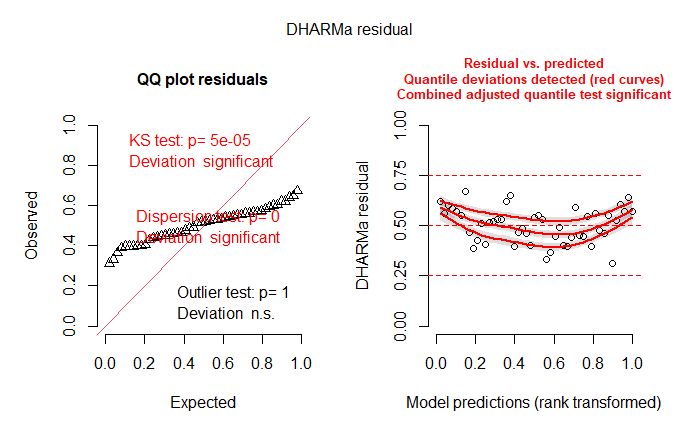 DHARMa residual
QQ plot residuals
KS test: p= 5e-05
Deviation significant
Dispersion test: p= 0
Deviation significant
Outlier test: p= 1
Deviation n.s.
Observed
0.0 0.2 0.4 0.6 0.8 1.0
0.0 0.2 0.4 0.6 0.8 1.0
Expected
Residual vs. predicted
Quantile deviations detected (red curves)
Combined adjusted quantile test significant
DHARMa residual
0.00 0.25 0.50 0.75 1.00
0.0 0.2 0.4 0.6 0.8 1.0
Model predictions (rank transformed)